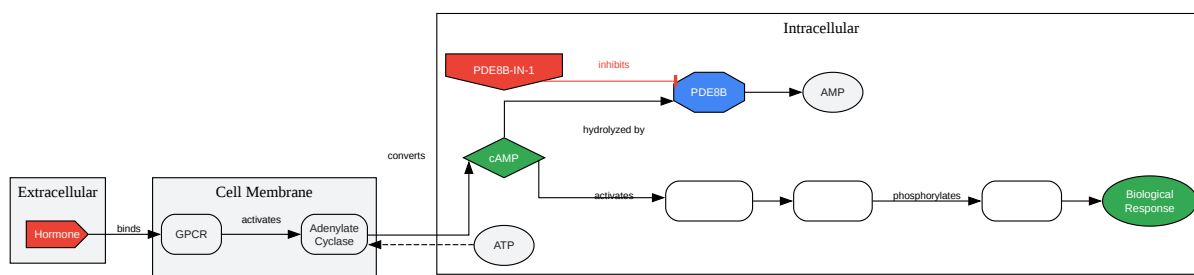 Intracellular
PDE8B-IN-1
inhibits
PDE8B
AMP
hydrolyzed by
converts
cAMP
Extracellular
Cell Membrane
activates
phosphorylates
Biological
Response
Hormone
binds
GPCR
activates
Adenylate
Cyclase
ATP